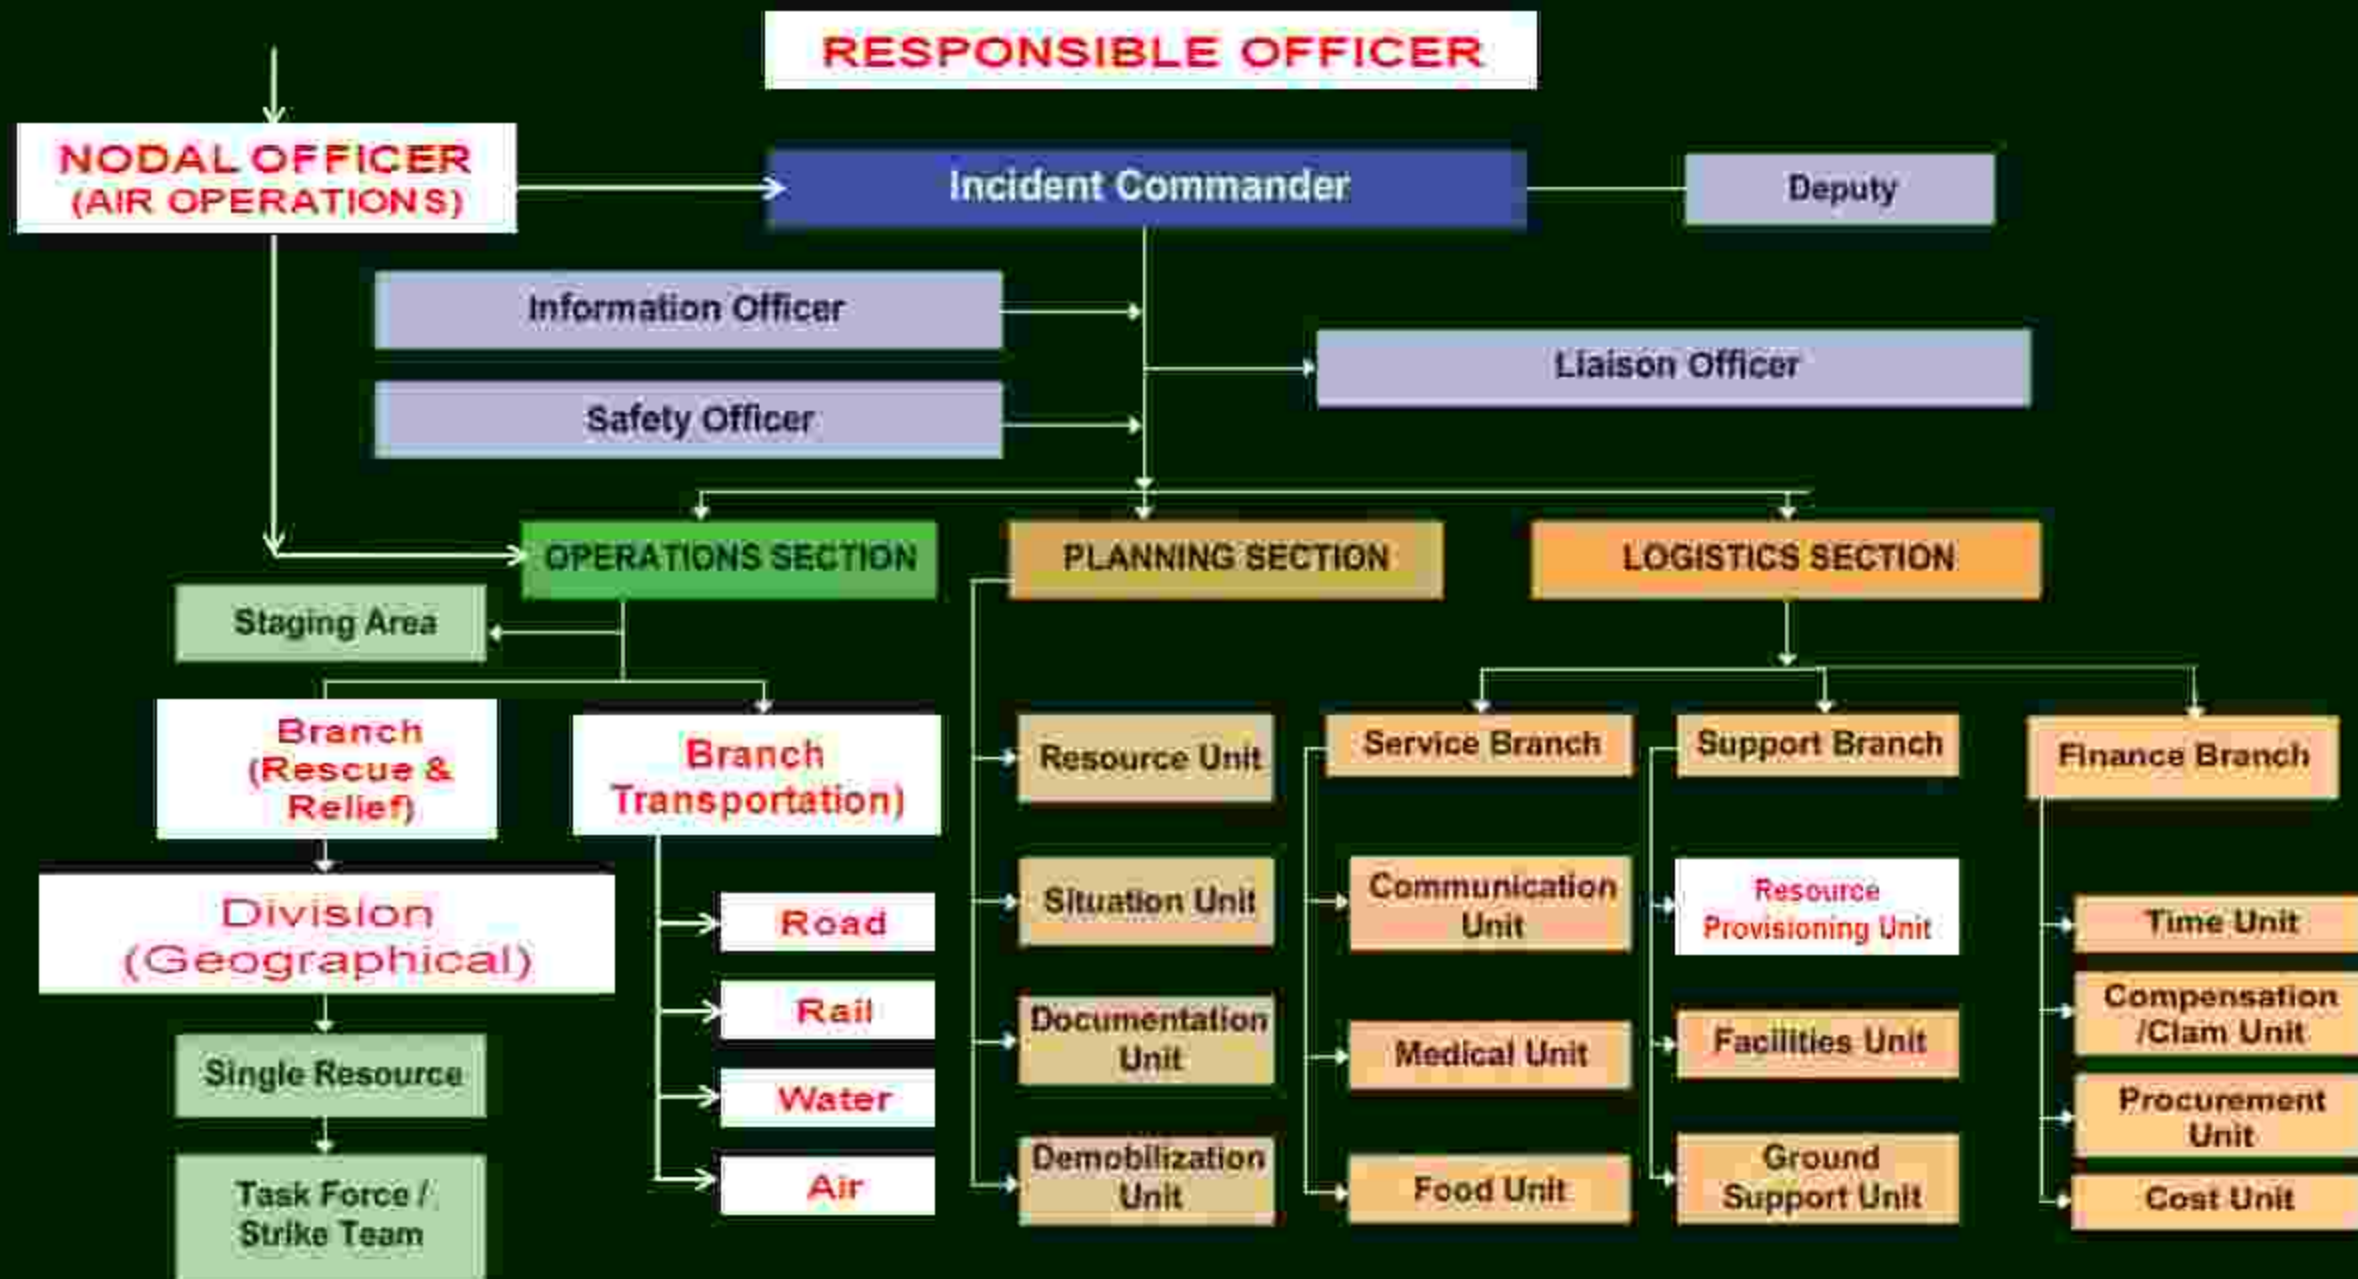 RESPONSIBLE OFFICER
NODAL OFFICER
(AIR OPERATIONS)
Incident Commander
Deputy
Information Officer
Liaison Officer
Safety Officer
OPERATIONS SECTION
PLANNING SECTION
LOGISTICS SECTION
Staging Area
Branch
(Rescue &
Relief)
Branch
Transportation)
Division
(Geographical)
Single Resource
Task Force /
Strike Team
Road
Rail
Water
Air
Resource Unit
Situation Unit
Documentation
Unit
Demobilization
Unit
Service Branch
Communication
Unit
Medical Unit
Food Unit
Support Branch
Resource
Provisioning Unit
Facilities Unit
Ground
Support Unit
Finance Branch
Time Unit
Compensation
/Clam Unit
Procurement
Unit
Cost Unit